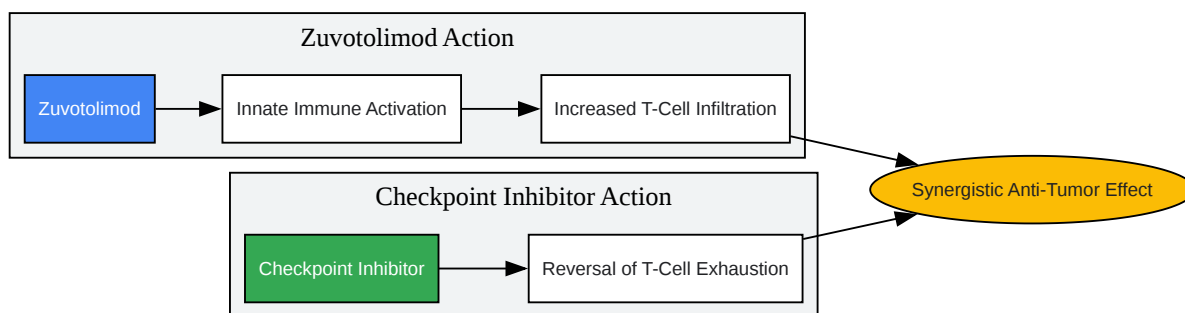 Zuvotolimod Action
Zuvotolimod
Innate Immune Activation
Increased T-Cell Infiltration
Synergistic Anti-Tumor Effect
Checkpoint Inhibitor Action
Checkpoint Inhibitor
Reversal of T-Cell Exhaustion